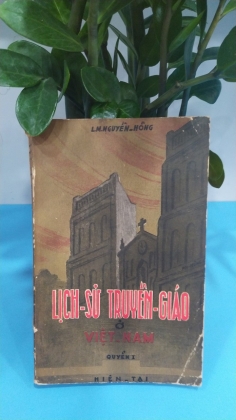 L.M.NGUYỄN-HỒNG
LỊCH-SỬ TRUYỀN-GIÁO
Ở
VIỆT-NAM
QUYỂN I
HIỆN-TẠI